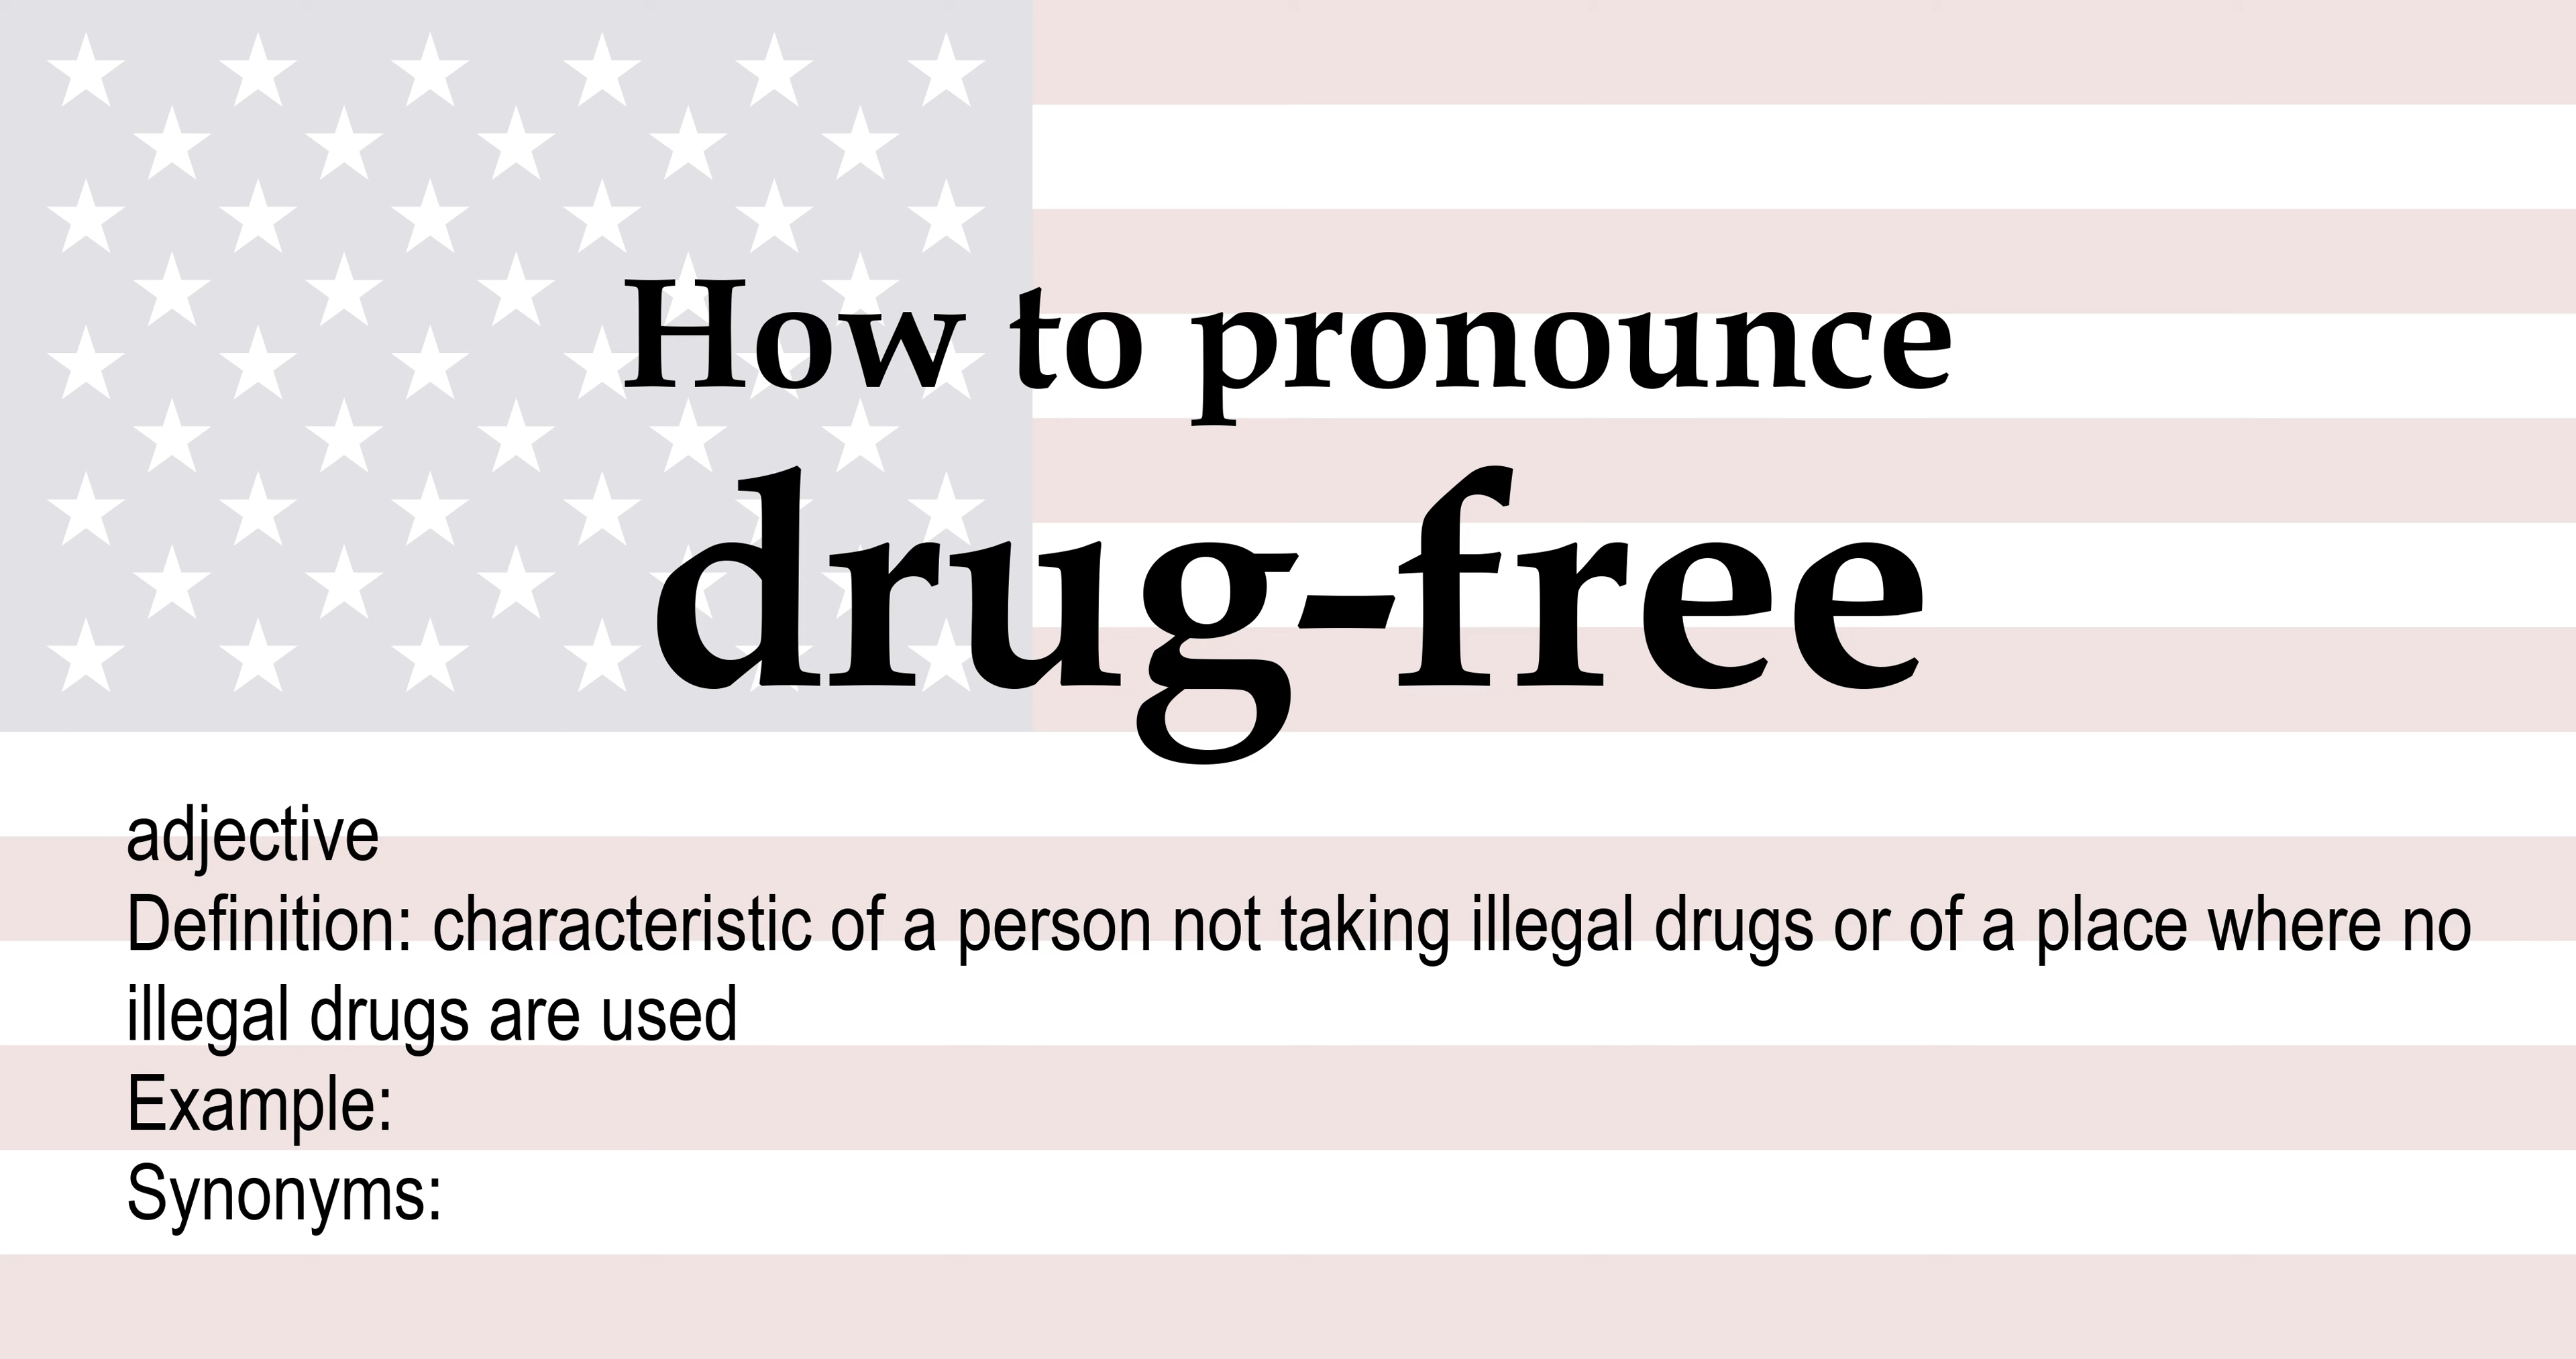 How to pronounce
drug-free
adjective
Definition: characteristic of a person not taking illegal drugs or of a place where no
illegal drugs are used
Example:
Synonyms: